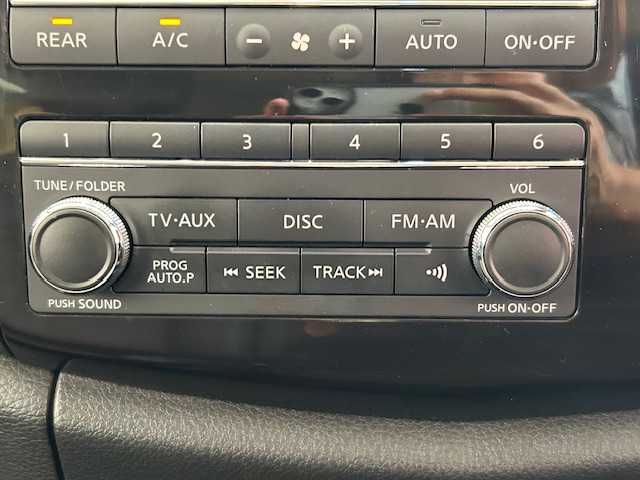 REAR A/C − + AUTO ON·OFF
1 2 3 4 5 6
TUNE/FOLDER VOL
TV·AUX DISC FM·AM
PROG AUTO.P SEEK TRACK
PUSH SOUND PUSH ON·OFF